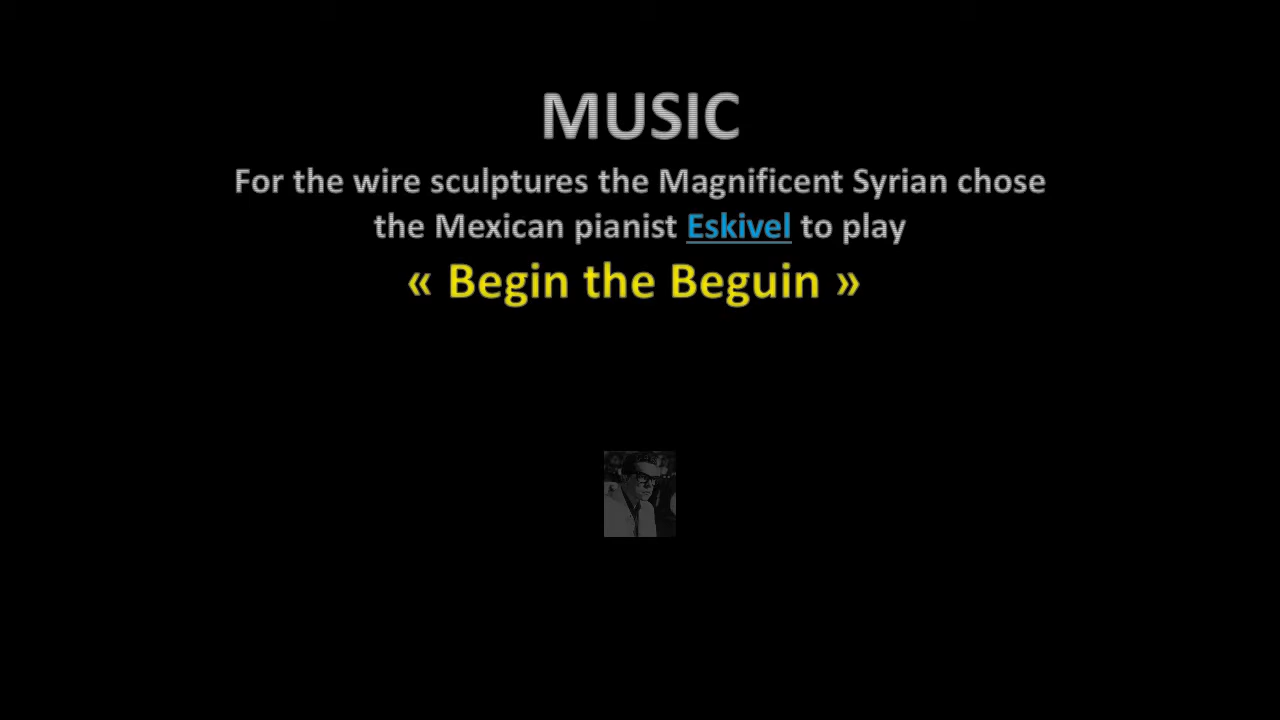 MUSIC
For the wire sculptures the Magnificent Syrian chose
the Mexican pianist Eskivel to play
« Begin the Beguin »